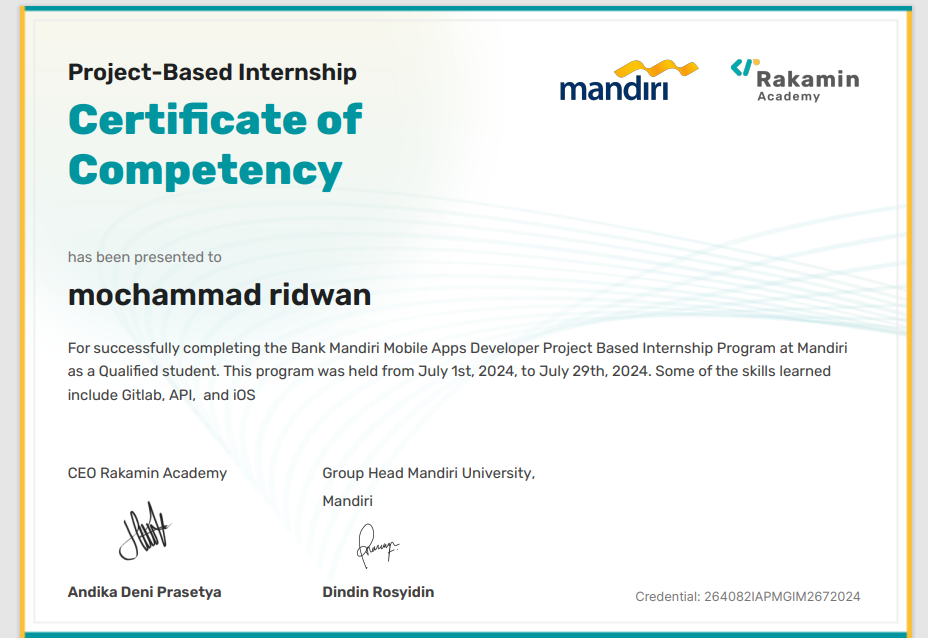 Project-Based Internship
Certificate of
Competency
mandiri
Rakamin
Academy
has been presented to
mochammad ridwan
For successfully completing the Bank Mandiri Mobile Apps Developer Project Based Internship Program at Mandiri
as a Qualified student. This program was held from July 1st, 2024, to July 29th, 2024. Some of the skills learned
include Gitlab, API,  and iOS
CEO Rakamin Academy
Group Head Mandiri University,
Mandiri
Andika Deni Prasetya
Dindin Rosyidin
Credential: 264082IAPMGIM2672024